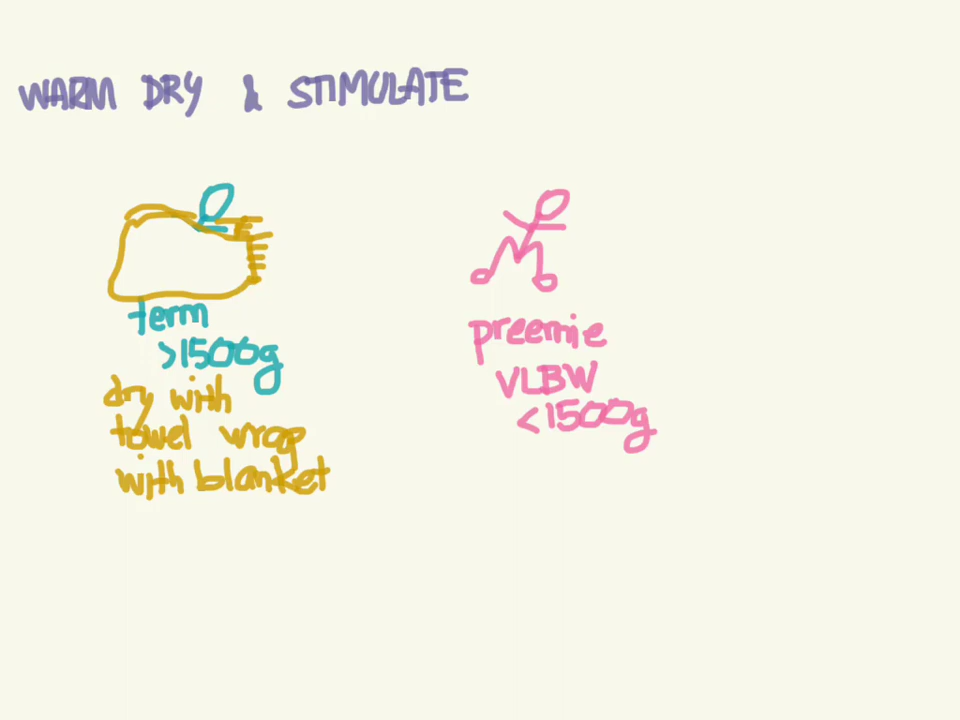 WARM DRY & STIMULATE
term
>1500g
dry with
towel wrap
with blanket
preemie
VLBW
<1500g